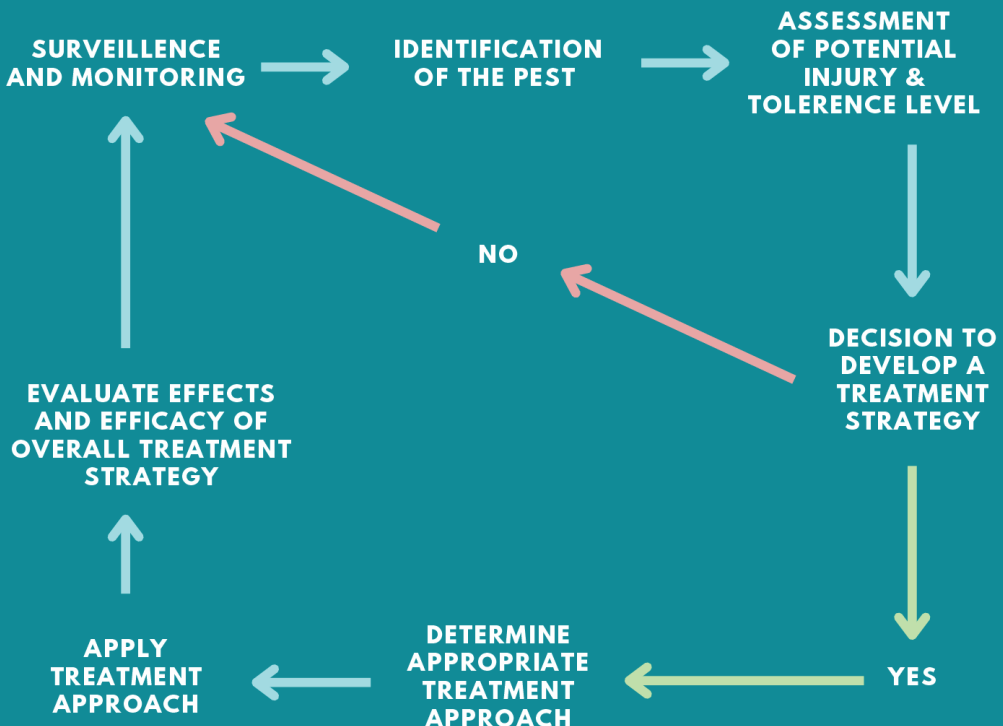 SURVEILLENCE
AND MONITORING
IDENTIFICATION
OF THE PEST
ASSESSMENT
OF POTENTIAL
INJURY &
TOLERENCE LEVEL
NO
DECISION TO
DEVELOP A
TREATMENT
STRATEGY
YES
DETERMINE
APPROPRIATE
TREATMENT
APPROACH
APPLY
TREATMENT
APPROACH
EVALUATE EFFECTS
AND EFFICACY OF
OVERALL TREATMENT
STRATEGY